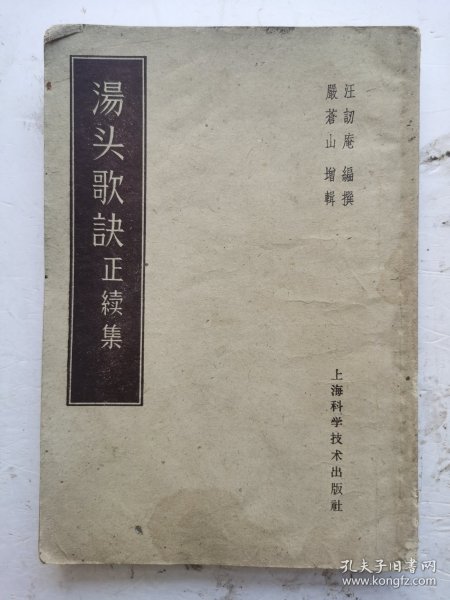 湯头歌訣正續集
汪訒庵 編撰
嚴蒼山 增輯
上海科学技术出版社
孔夫子旧书网
www.kongfz.com